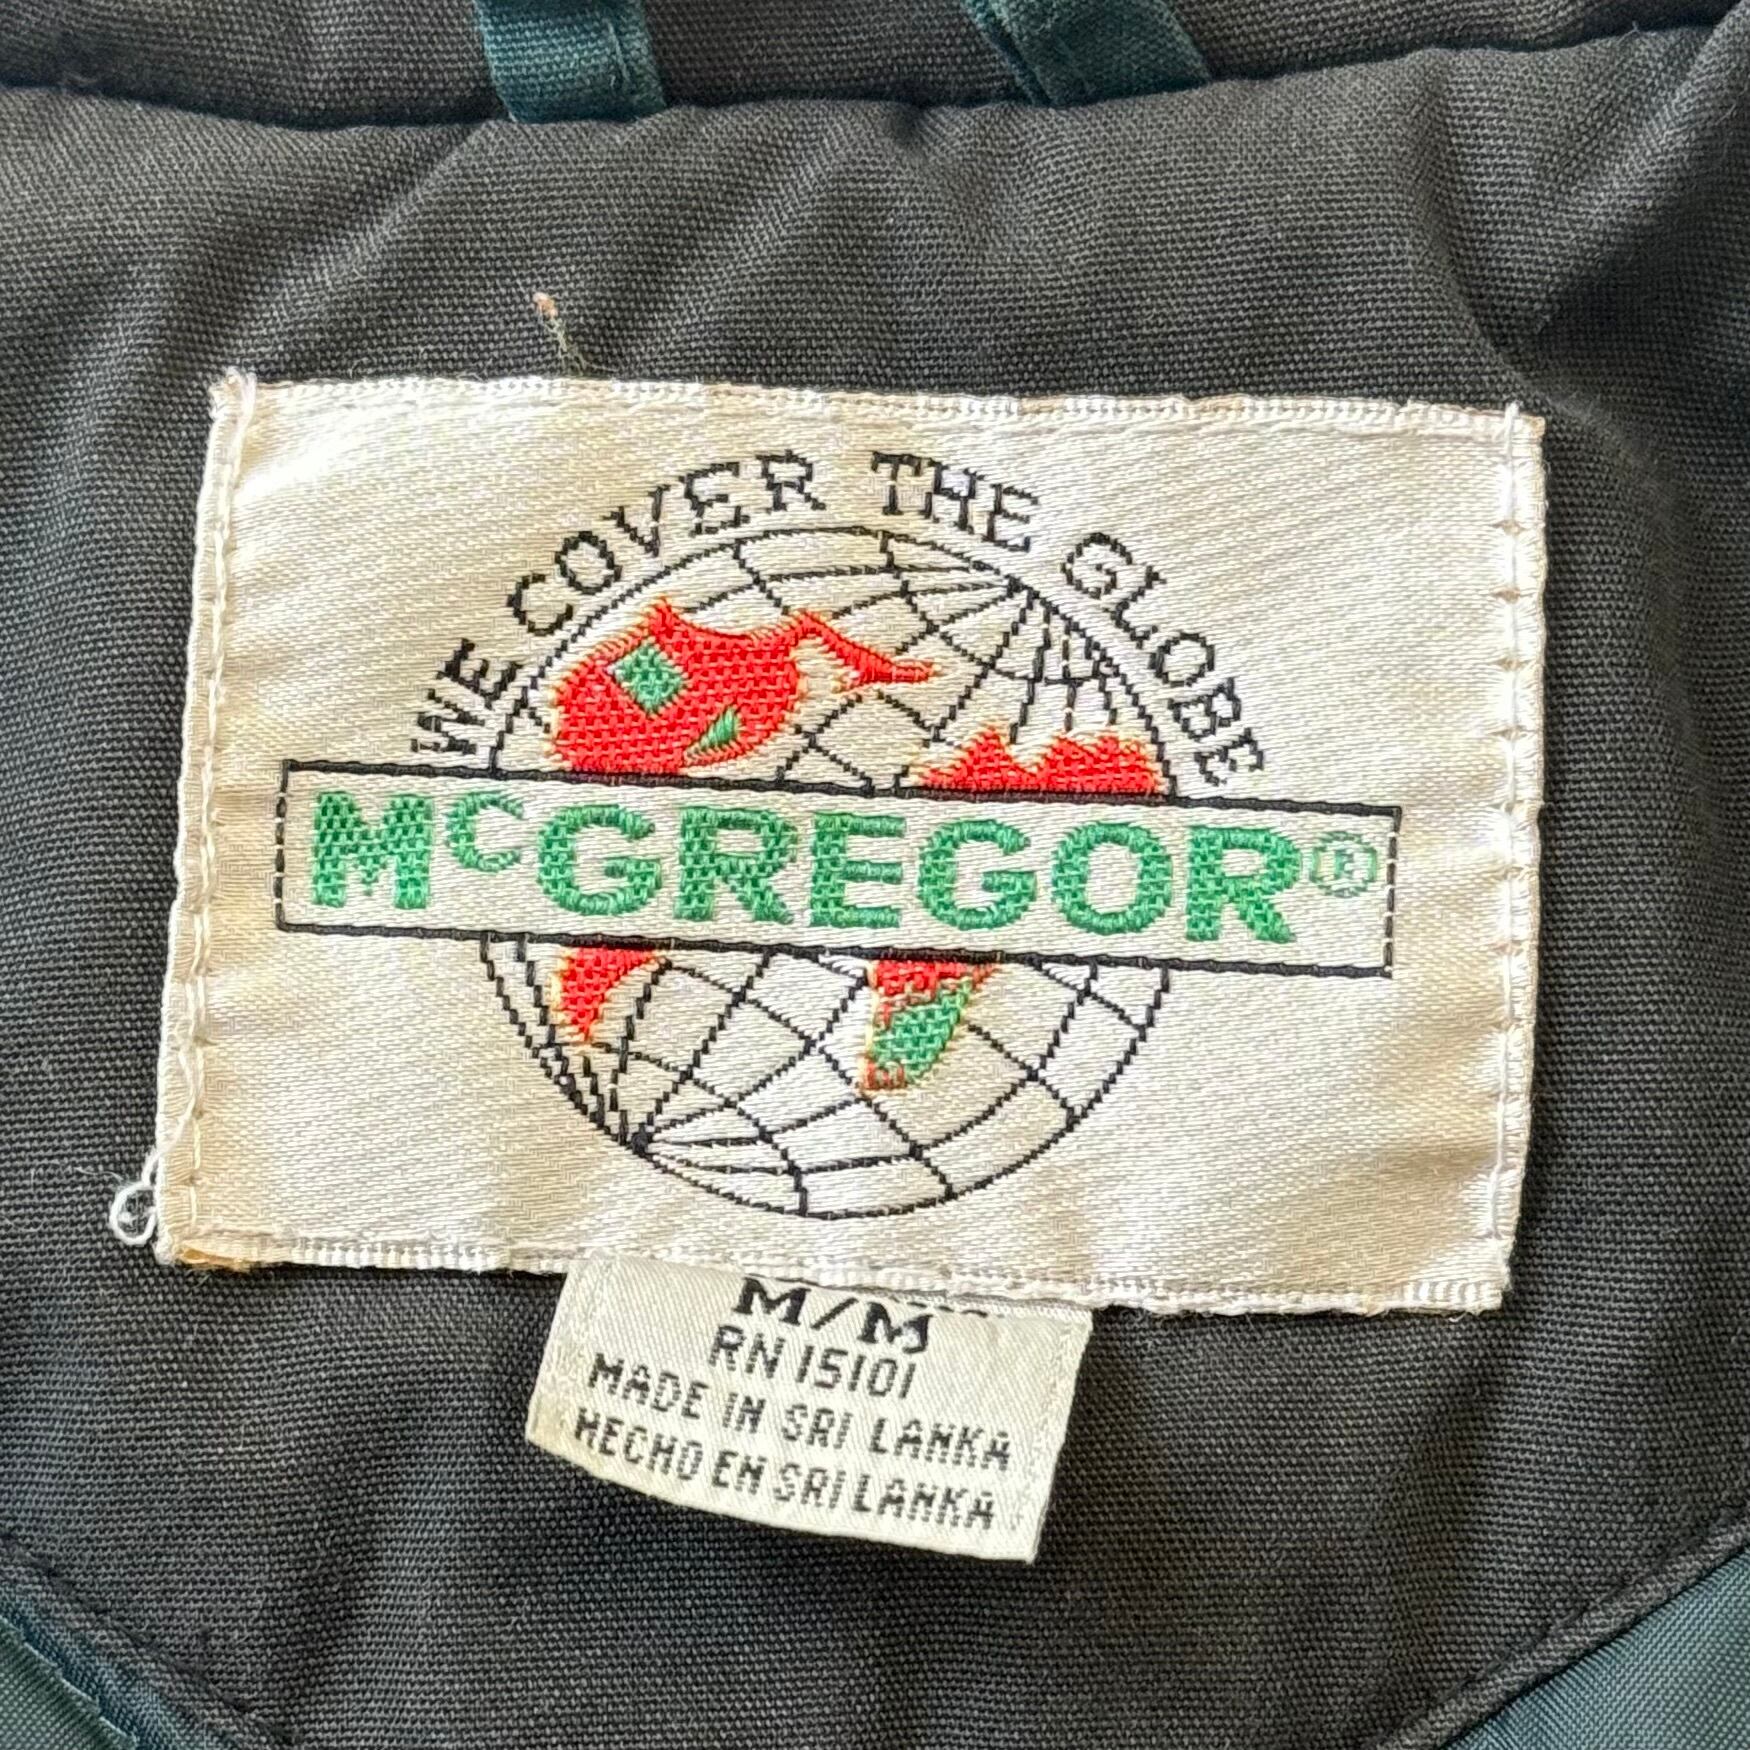 WE COVER THE GLOBE
McGREGOR®
M/M
RN 15101
MADE IN SRI LANKA
HECHO EN SRI LANKA